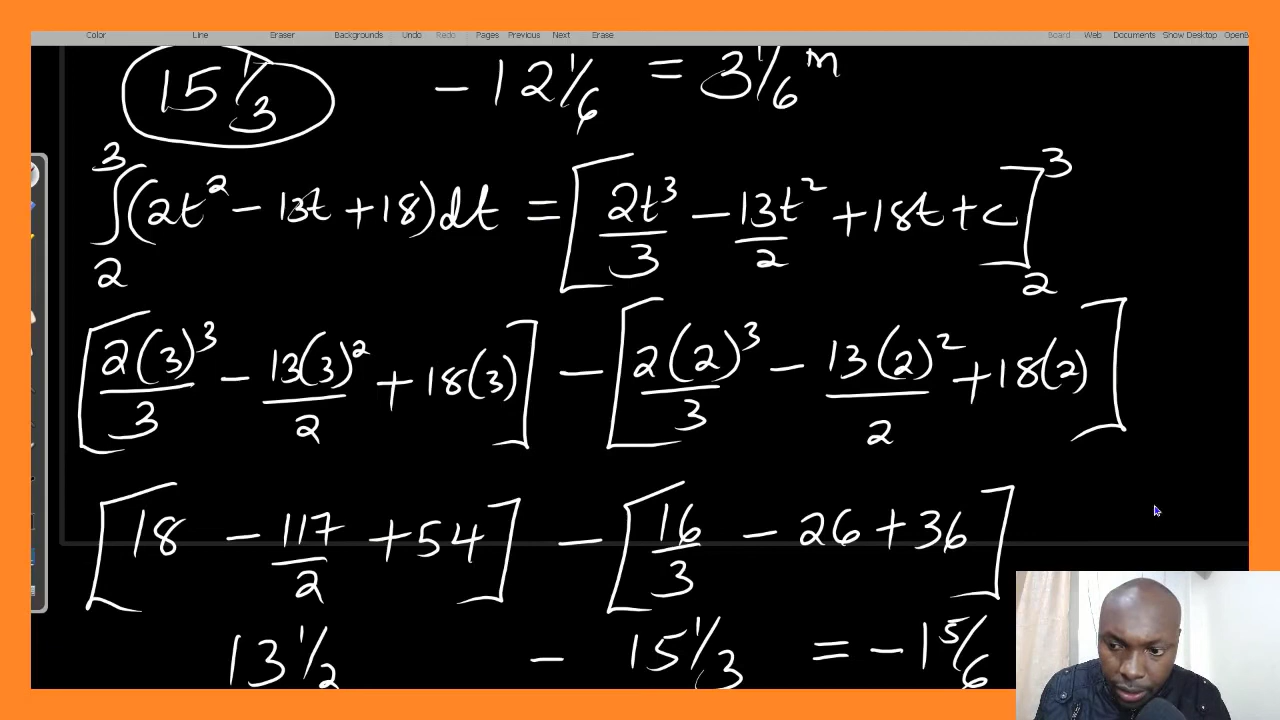 Color Line Eraser Backgrounds Undo Redo Pages Previous Next Erase Board Web Documents Show Desktop OpenB
15 1/3 - 12 1/6 = 3 1/6 m
∫₂³ (2t² - 13t + 18) dt = [2t³/3 - 13t²/2 + 18t + c]₂³
[2(3)³/3 - 13(3)²/2 + 18(3)] - [2(2)³/3 - 13(2)²/2 + 18(2)]
[18 - 117/2 + 54] - [16/3 - 26 + 36]
13 1/2 - 15 1/3 = -1 5/6